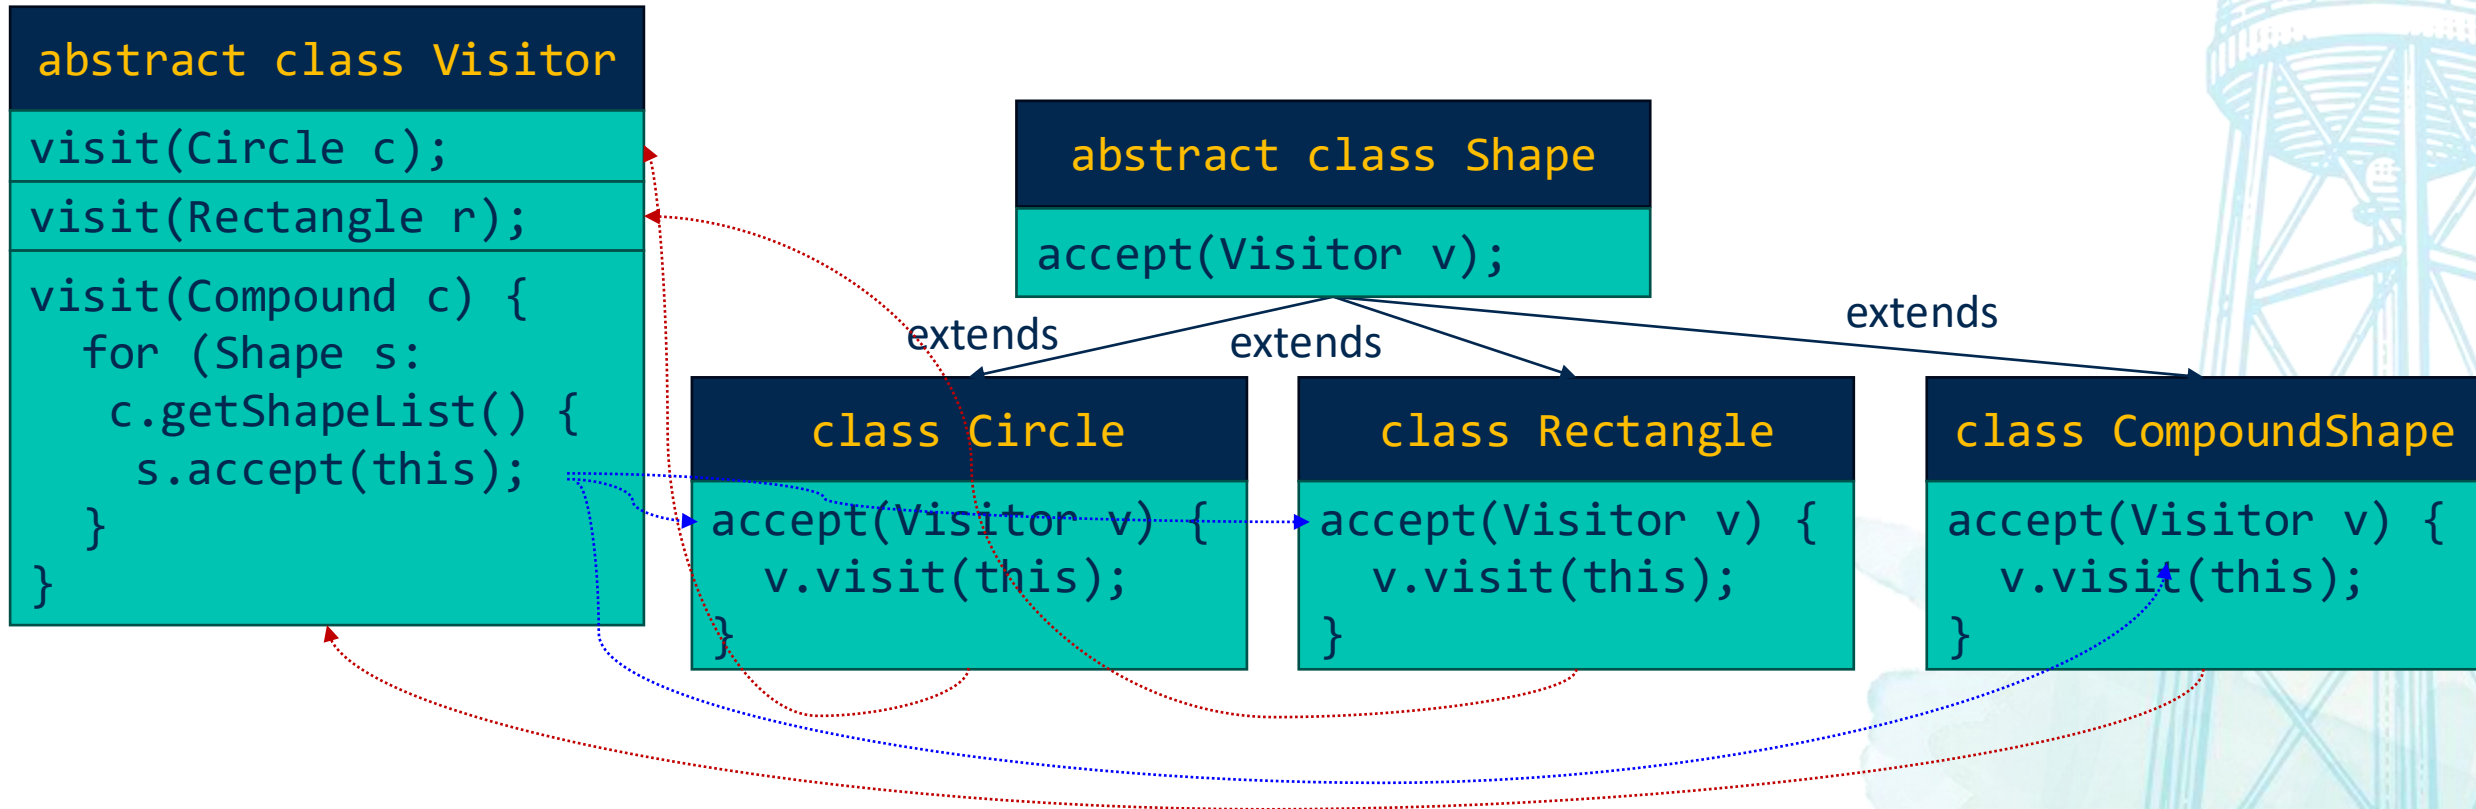 abstract class Visitor
visit(Circle c);
visit(Rectangle r);
visit(Compound c) {
for (Shape s:
c.getShapeList() {
s.accept(this);
}
}
abstract class Shape
accept(Visitor v);
extends
extends
extends
class Circle
accept(Visitor v) {
v.visit(this);
}
class Rectangle
accept(Visitor v) {
v.visit(this);
}
class CompoundShape
accept(Visitor v) {
v.visit(this);
}